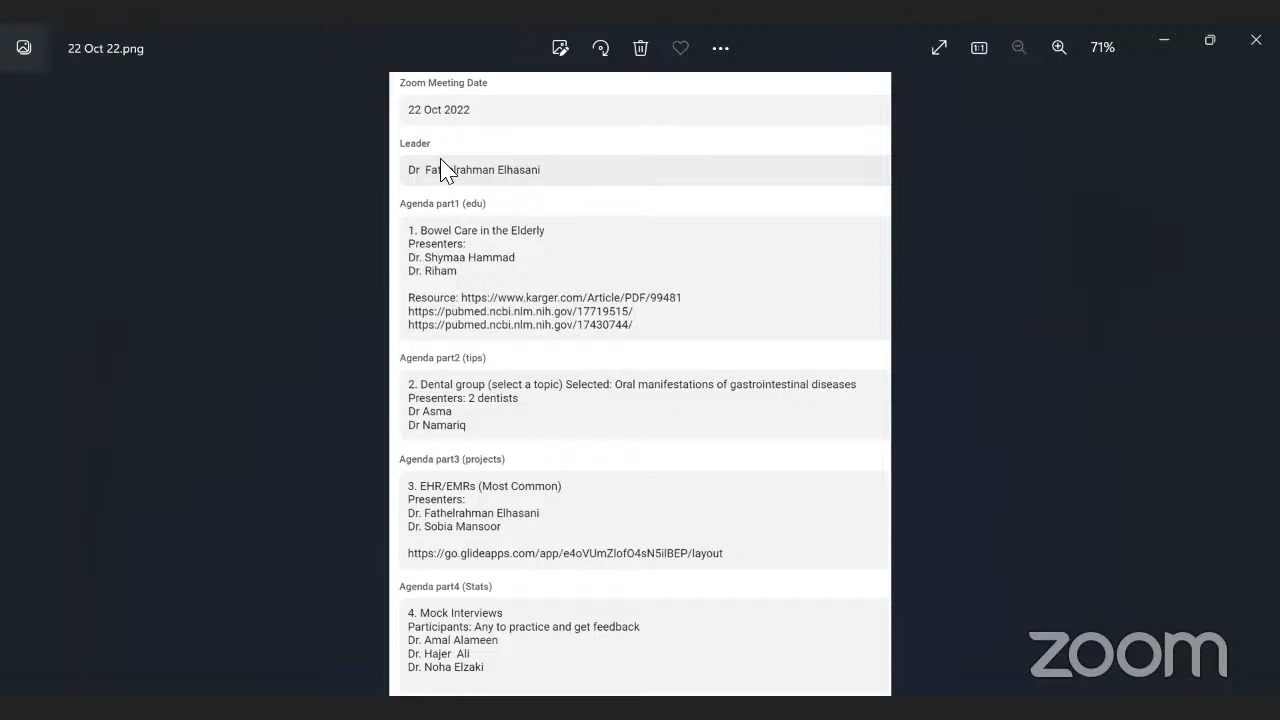 22 Oct 22.png
71%
Zoom Meeting Date
22 Oct 2022
Leader
Dr Fathelrahman Elhasani
Agenda part1 (edu)
1. Bowel Care in the Elderly
Presenters:
Dr. Shymaa Hammad
Dr. Riham
Resource: https://www.karger.com/Article/PDF/99481
https://pubmed.ncbi.nlm.nih.gov/17719515/
https://pubmed.ncbi.nlm.nih.gov/17430744/
Agenda part2 (tips)
2. Dental group (select a topic) Selected: Oral manifestations of gastrointestinal diseases
Presenters: 2 dentists
Dr Asma
Dr Namariq
Agenda part3 (projects)
3. EHR/EMRs (Most Common)
Presenters:
Dr. Fathelrahman Elhasani
Dr. Sobia Mansoor
https://go.glideapps.com/app/e4oVUmZlofO4sN5ilBEP/layout
Agenda part4 (Stats)
4. Mock Interviews
Participants: Any to practice and get feedback
Dr. Amal Alameen
Dr. Hajer Ali
Dr. Noha Elzaki
zoom